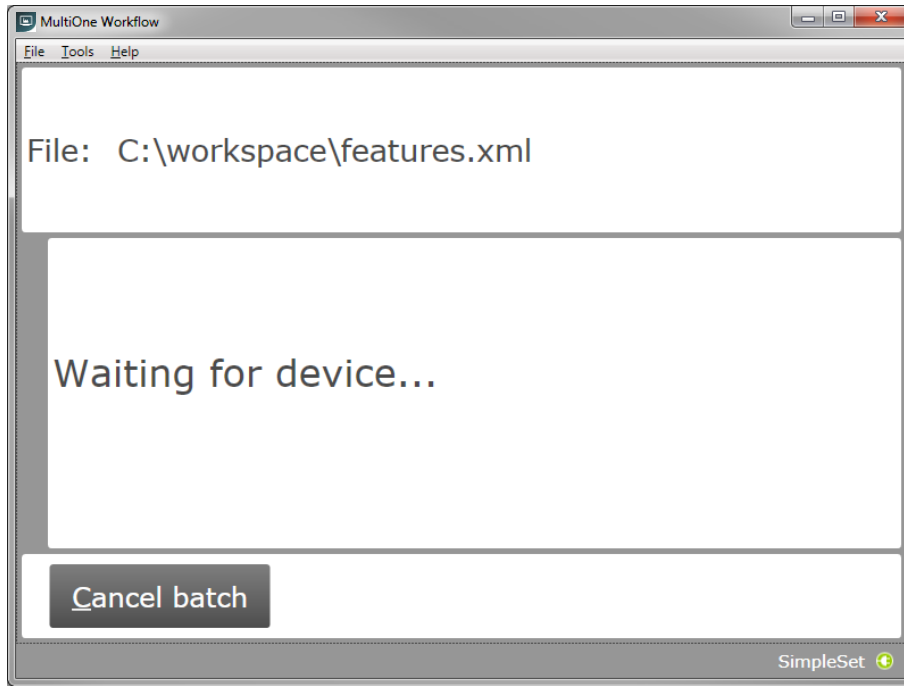 MultiOne Workflow
File Tools Help
File: C:\workspace\features.xml
Waiting for device...
Cancel batch
SimpleSet